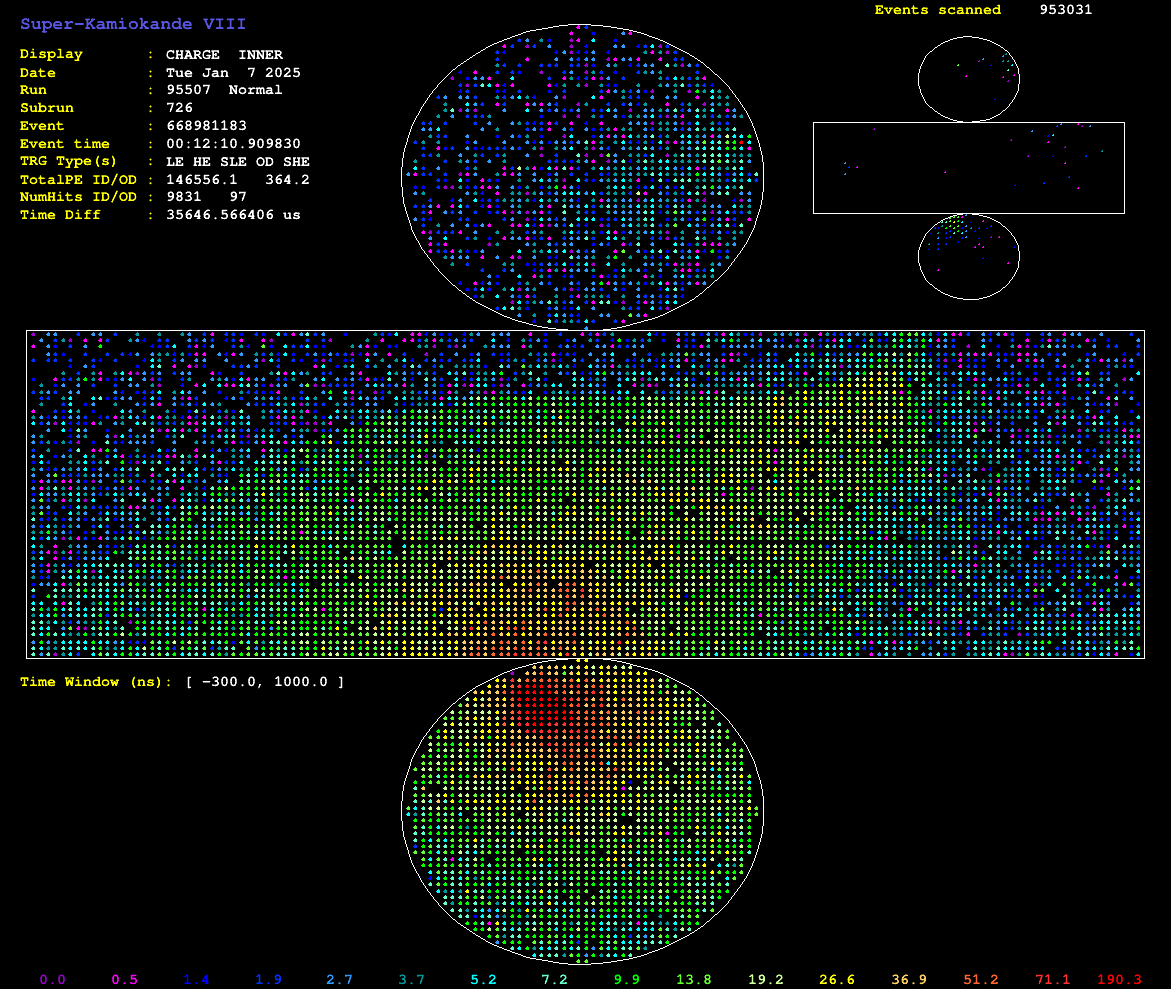 Super-Kamiokande VIII
Events scanned 953031
Display : CHARGE INNER
Date : Tue Jan 7 2025
Run : 95507 Normal
Subrun : 726
Event : 668981183
Event time : 00:12:10.909830
TRG Type(s) : LE HE SLE OD SHE
TotalPE ID/OD : 146556.1 364.2
NumHits ID/OD : 9831 97
Time Diff : 35646.566406 us
Time Window (ns): [ -300.0, 1000.0 ]
0.0 0.5 1.4 1.9 2.7 3.7 5.2 7.2 9.9 13.8 19.2 26.6 36.9 51.2 71.1 190.3